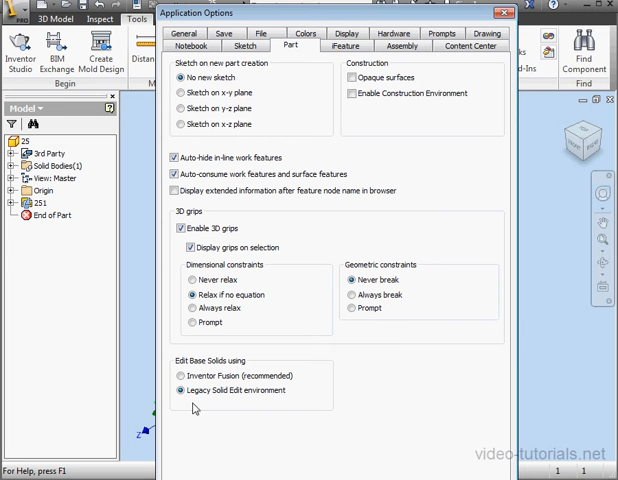 Application Options
PRO
3D Model Inspect Tools
Inventor Studio
BIM Exchange
Create Mold Design
Distance
Find Component
Begin
Find
General Save File Colors Display Hardware Prompts Drawing
Notebook Sketch Part iFeature Assembly Content Center
Model
25
3rd Party
Solid Bodies(1)
View: Master
Origin
251
End of Part
Sketch on new part creation
No new sketch
Sketch on x-y plane
Sketch on y-z plane
Sketch on x-z plane
Construction
Opaque surfaces
Enable Construction Environment
Auto-hide in-line work features
Auto-consume work features and surface features
Display extended information after feature node name in browser
3D grips
Enable 3D grips
Display grips on selection
Dimensional constraints
Never relax
Relax if no equation
Always relax
Prompt
Geometric constraints
Never break
Always break
Prompt
Edit Base Solids using
Inventor Fusion (recommended)
Legacy Solid Edit environment
Z
video-tutorials.net
For Help, press F1
1 1